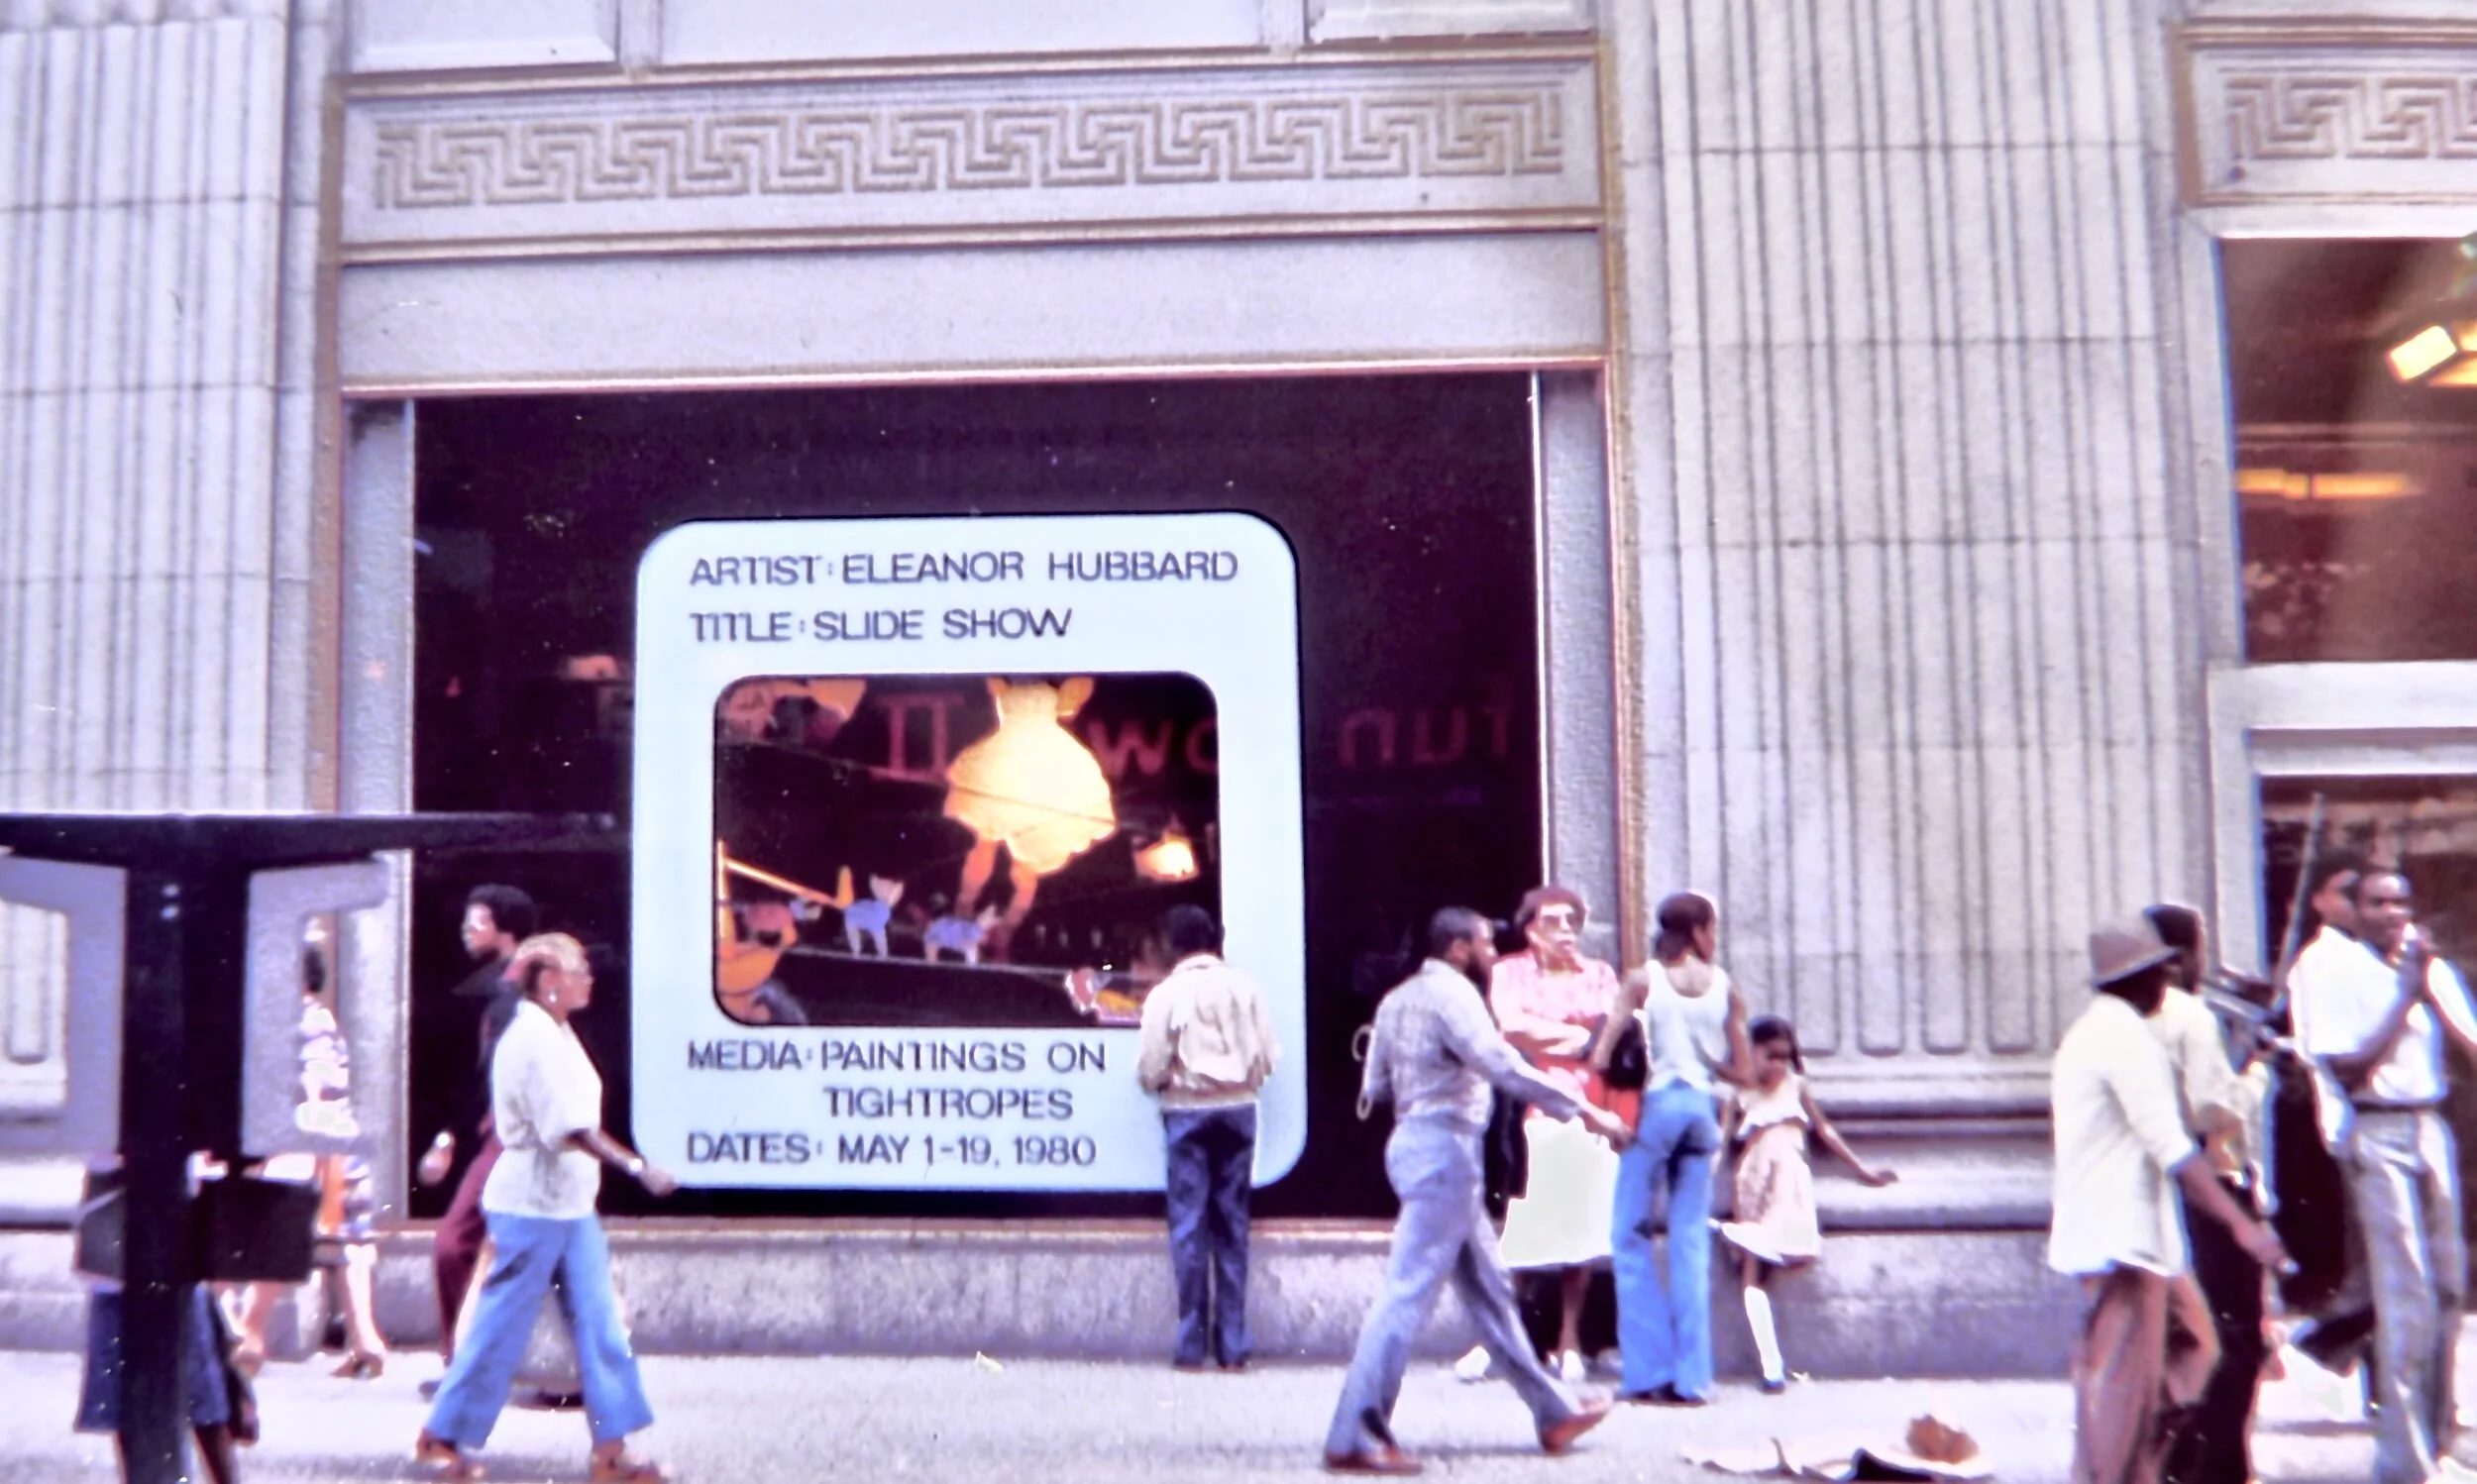 ARTIST: ELEANOR HUBBARD
TITLE: SLIDE SHOW
MEDIA: PAINTINGS ON
TIGHTROPES
DATES: MAY 1-19, 1980